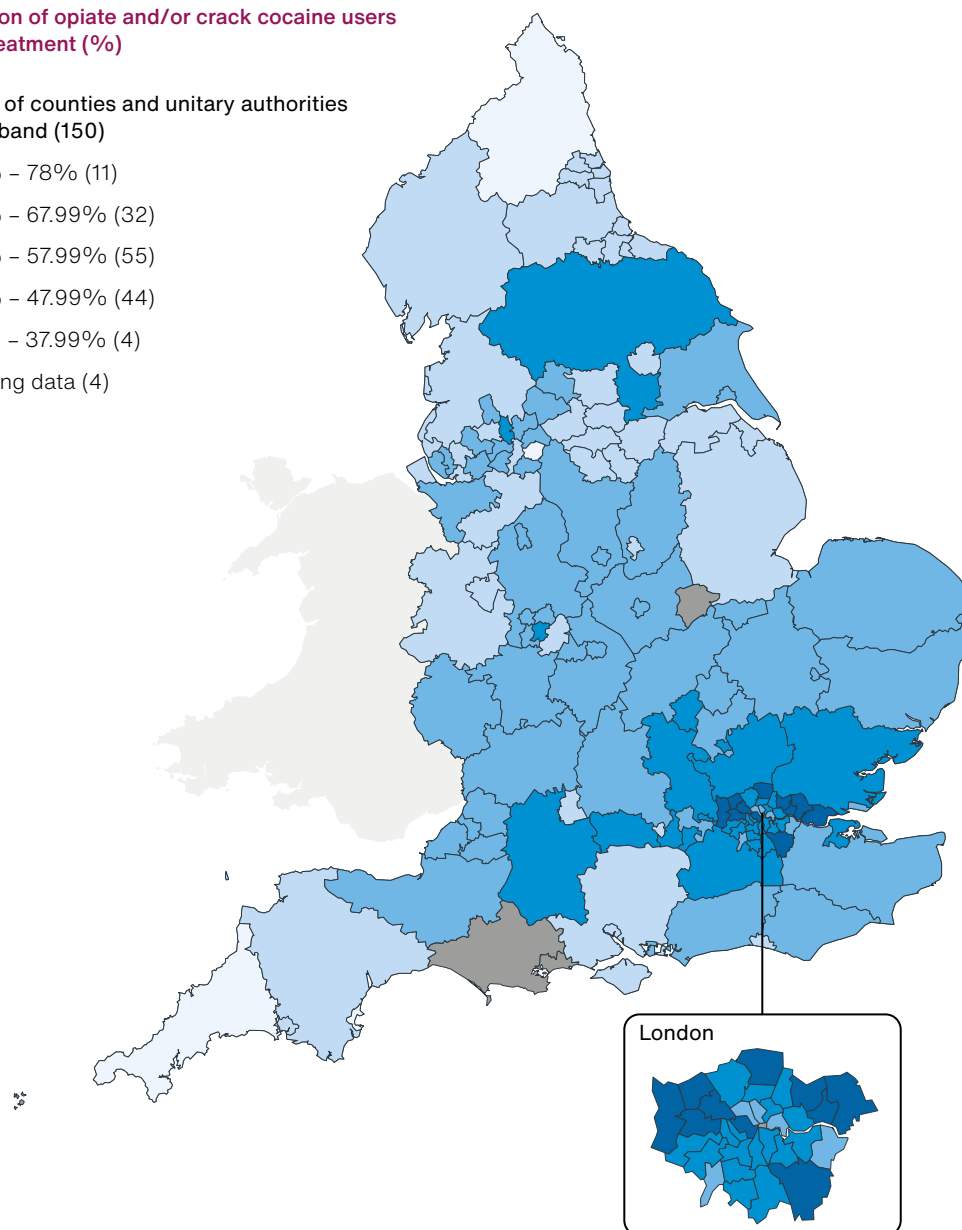 on of opiate and/or crack cocaine users
eatment (%)
of counties and unitary authorities
band (150)
– 78% (11)
– 67.99% (32)
– 57.99% (55)
– 47.99% (44)
– 37.99% (4)
ng data (4)
London